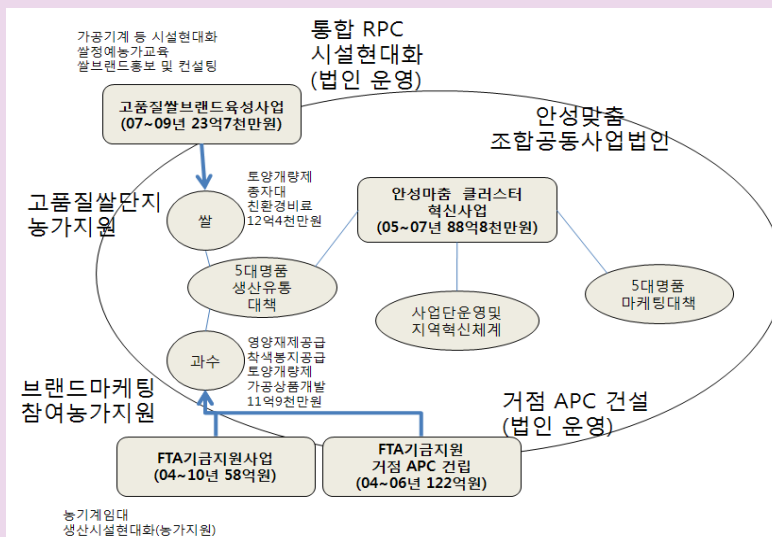 가공기계 등 시설현대화
쌀정예농가교육
쌀브랜드홍보 및 컨설팅
통합 RPC
시설현대화
(법인 운영)
고품질쌀브랜드육성사업
(07~09년 23억7천만원)
안성맞춤
조합공동사업법인
고품질쌀단지
농가지원
쌀
토양개량제
종자대
친환경비료
12억4천만원
안성마춤 클러스터
혁신사업
(05~07년 88억8천만원)
5대명품
생산유통
대책
사업단운영및
지역혁신체계
5대명품
마케팅대책
과수
영양재제공급
착색봉지공급
토양개량제
가공상품개발
11억9천만원
브랜드마케팅
참여농가지원
거점 APC 건설
(법인 운영)
FTA기금지원사업
(04~10년 58억원)
FTA기금지원
거점 APC 건립
(04~06년 122억원)
농기계임대
생산시설현대화(농가지원)